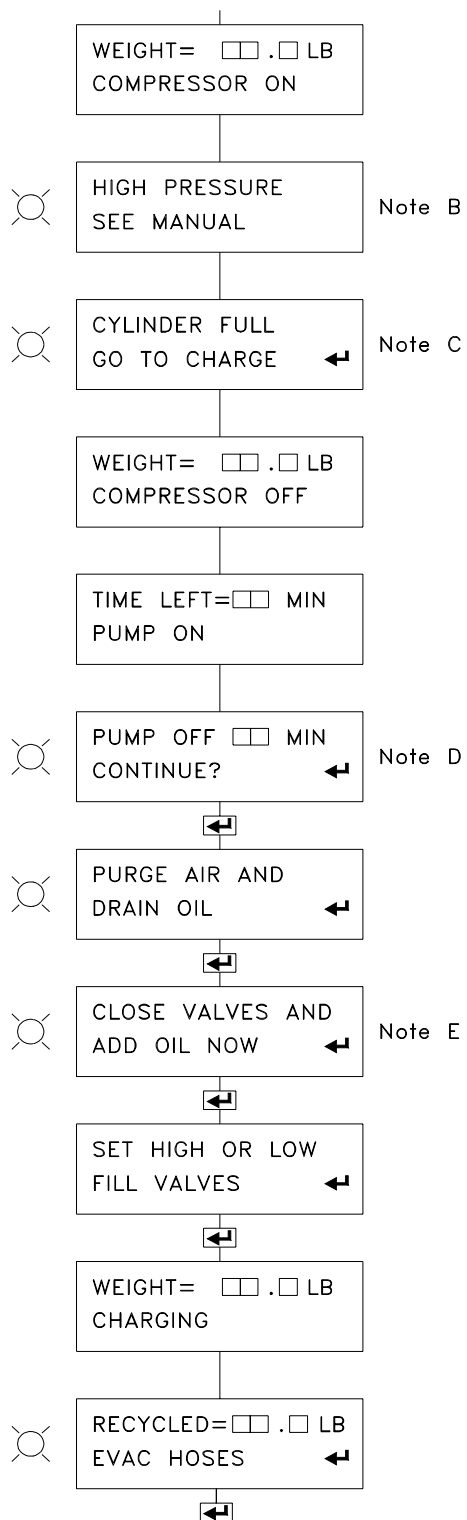 WEIGHT= □□.□ LB
COMPRESSOR ON
HIGH PRESSURE
SEE MANUAL
Note B
CYLINDER FULL
GO TO CHARGE ↵
Note C
WEIGHT= □□.□ LB
COMPRESSOR OFF
TIME LEFT=□□ MIN
PUMP ON
PUMP OFF □□ MIN
CONTINUE? ↵
Note D
↵
PURGE AIR AND
DRAIN OIL ↵
↵
CLOSE VALVES AND
ADD OIL NOW ↵
Note E
↵
SET HIGH OR LOW
FILL VALVES ↵
↵
WEIGHT= □□.□ LB
CHARGING
RECYCLED=□□.□ LB
EVAC HOSES ↵
↵